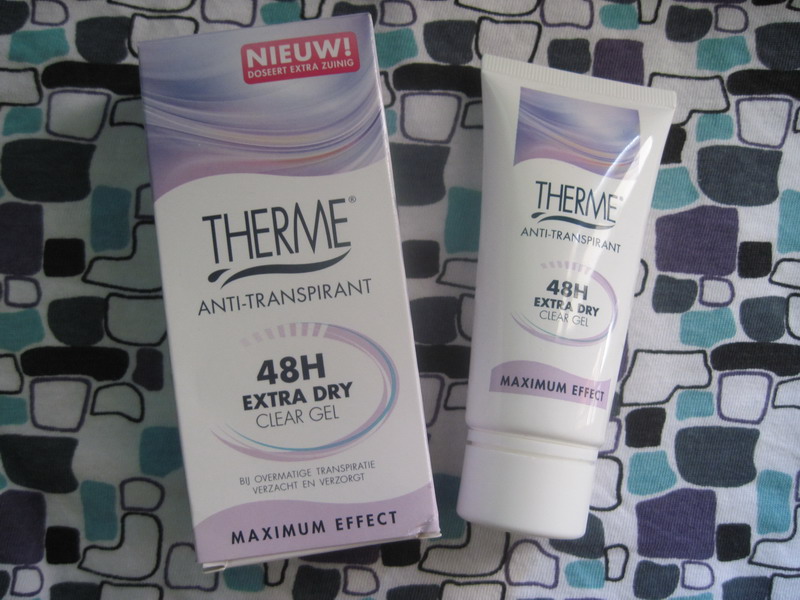 NIEUW!
DOSEERT EXTRA ZUINIG
THERME®
ANTI-TRANSPIRANT
48H
EXTRA DRY
CLEAR GEL
BIJ OVERMATIGE TRANSPIRATIE
VERZACHT EN VERZORGT
MAXIMUM EFFECT
THERME®
ANTI-TRANSPIRANT
48H
EXTRA DRY
CLEAR GEL
MAXIMUM EFFECT